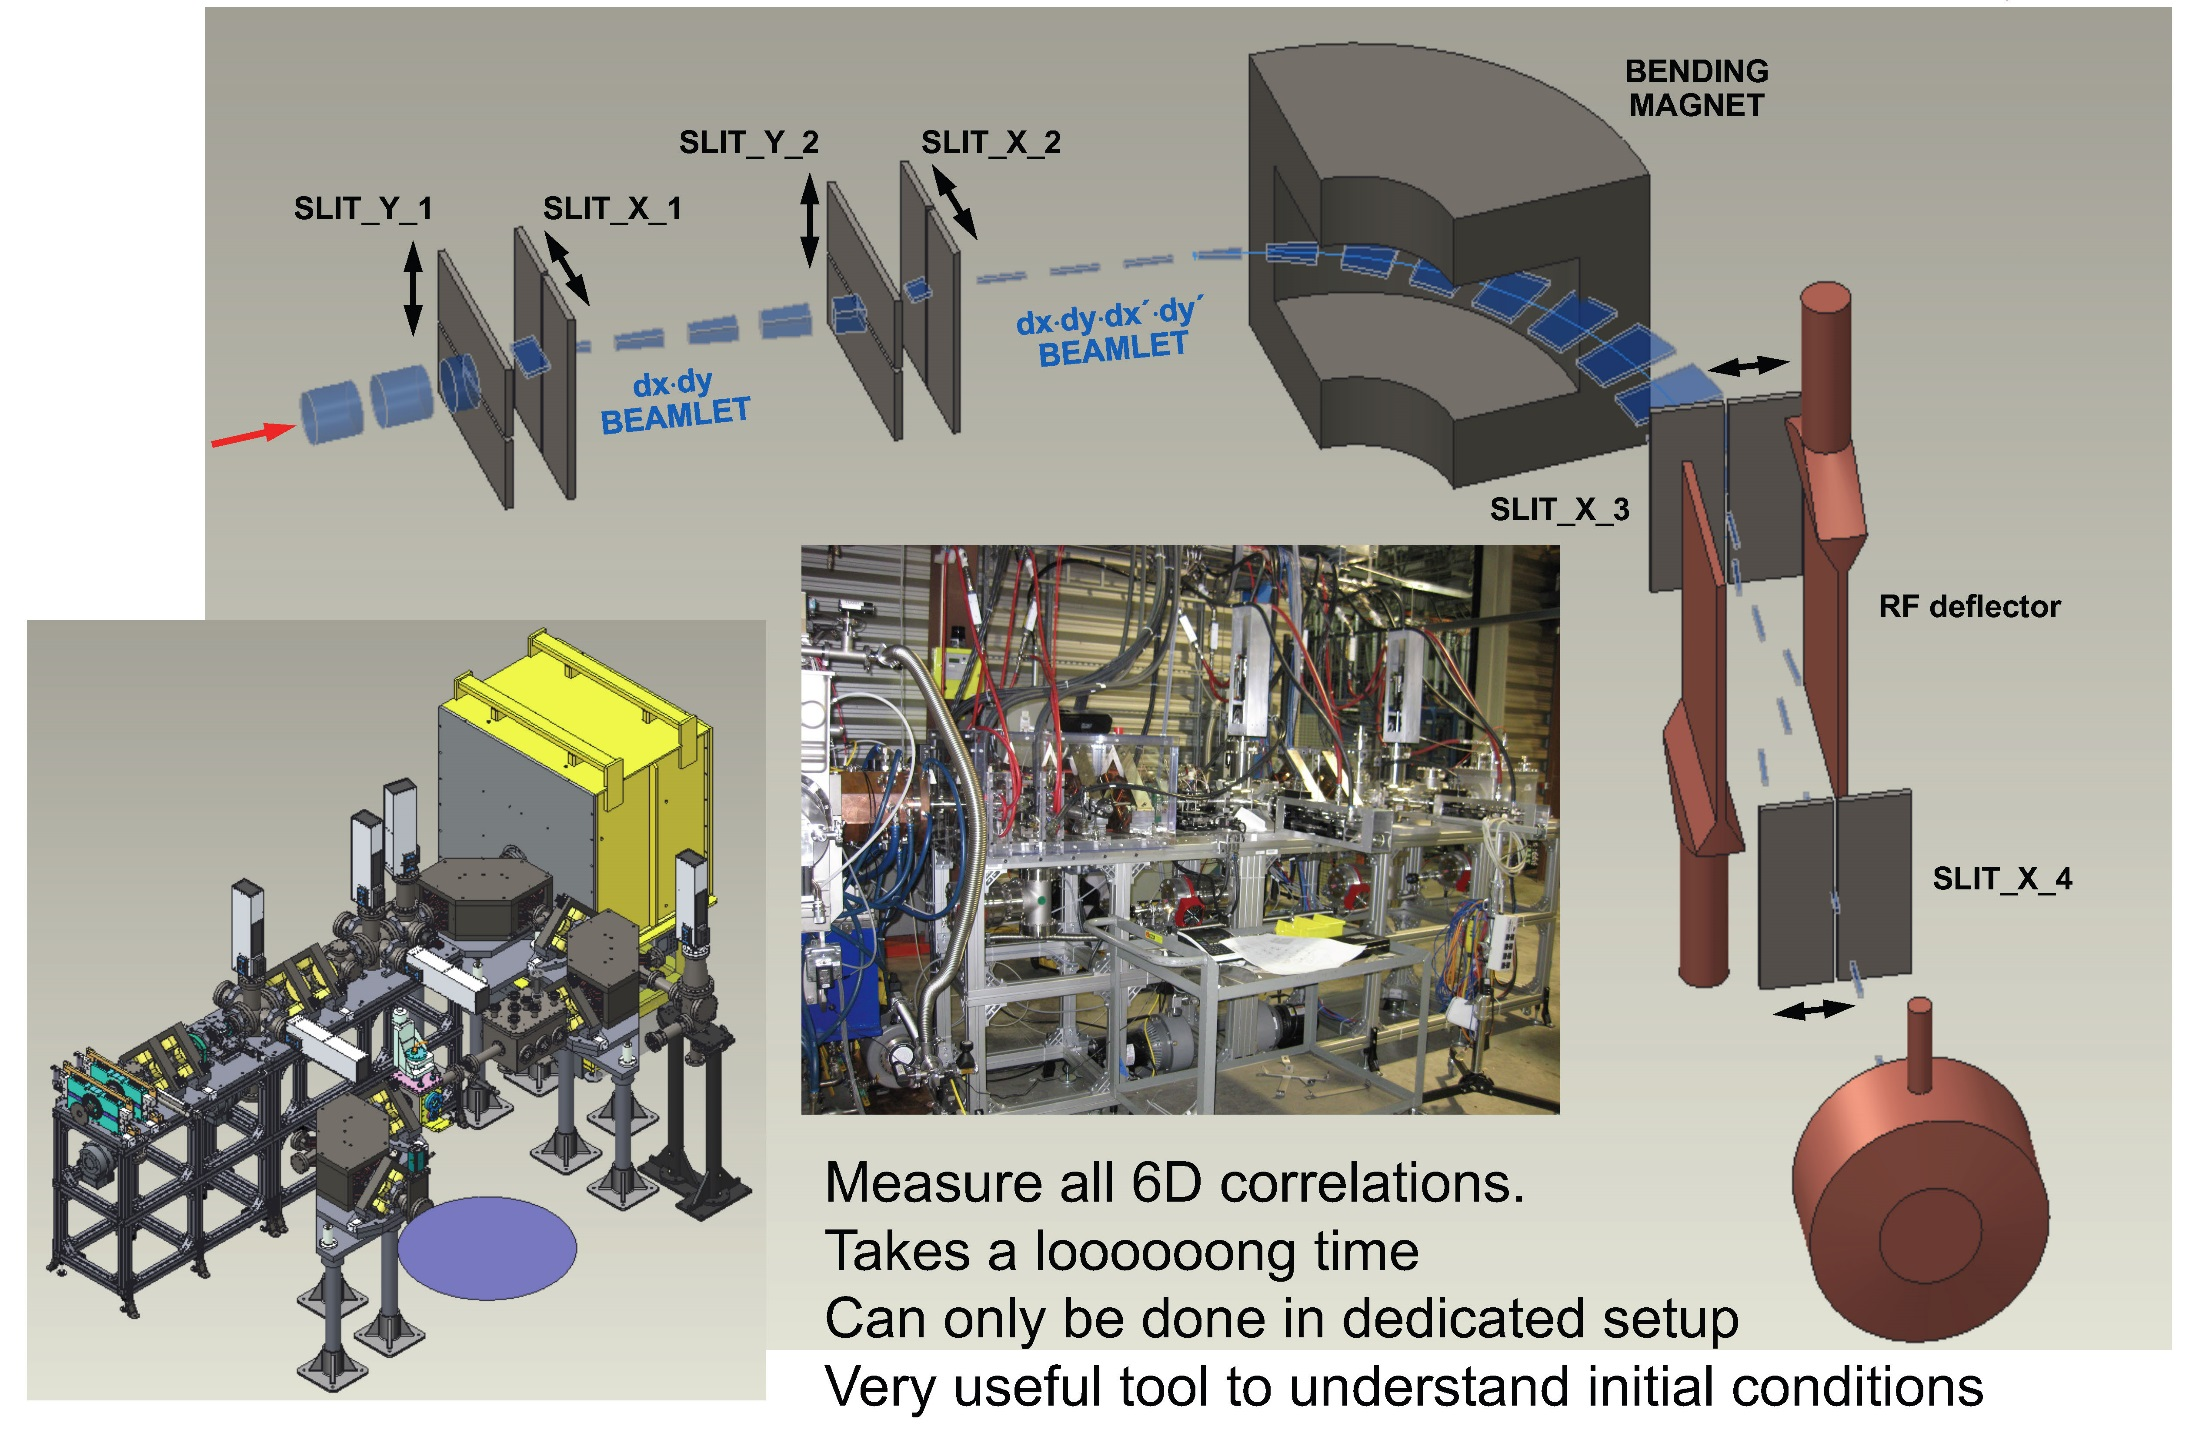 BENDING
MAGNET
SLIT_Y_2
SLIT_X_2
SLIT_Y_1
SLIT_X_1
dx·dy·dx´·dy´
BEAMLET
dx·dy
BEAMLET
SLIT_X_3
RF deflector
SLIT_X_4
Measure all 6D correlations.
Takes a loooooong time
Can only be done in dedicated setup
Very useful tool to understand initial conditions